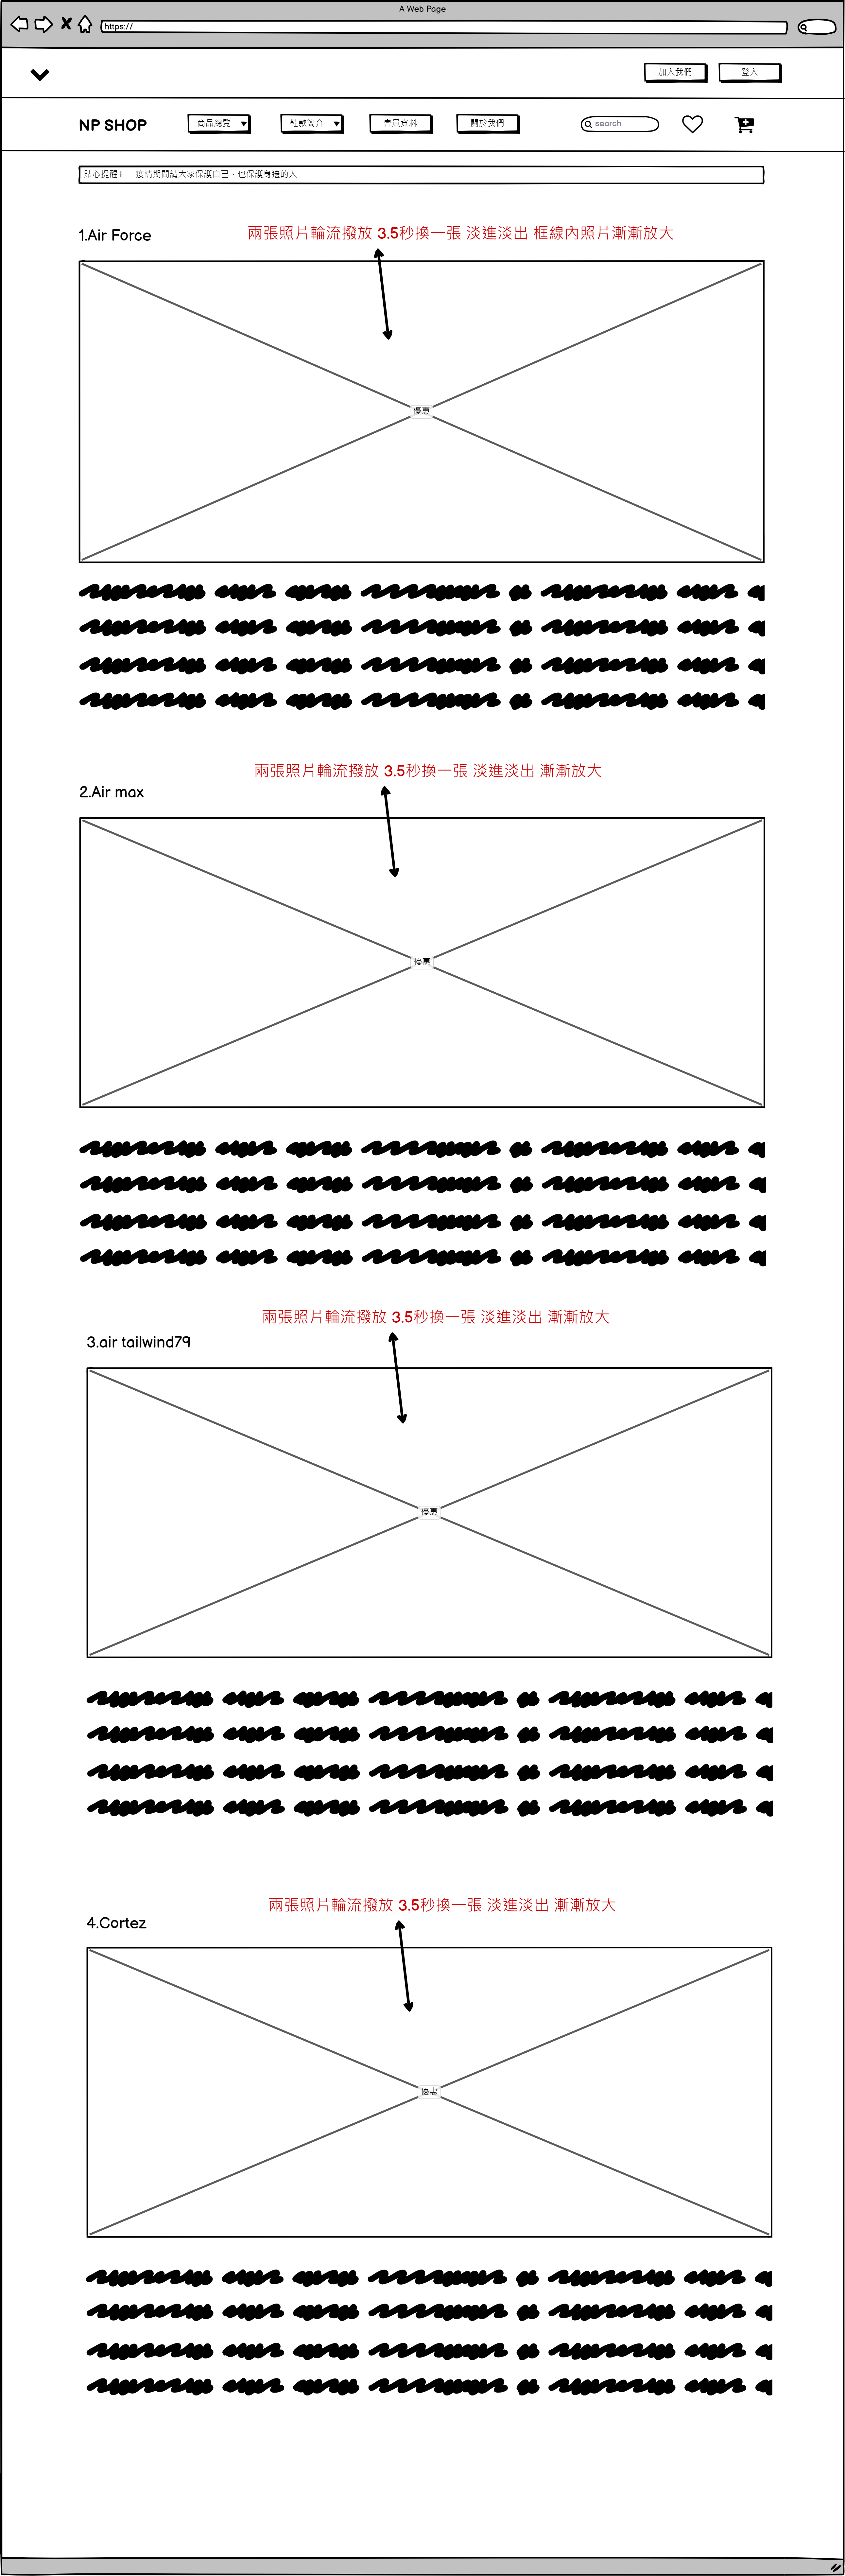 A Web Page
https://
加入我們
登入
NP SHOP
商品總覽
鞋款簡介
會員資料
關於我們
search
貼心提醒! 疫情期間請大家保護自己，也保護身邊的人
兩張照片輪流撥放 3.5秒換一張 淡進淡出 框線內照片漸漸放大
1.Air Force
優惠
兩張照片輪流撥放 3.5秒換一張 淡進淡出 漸漸放大
2.Air max
優惠
兩張照片輪流撥放 3.5秒換一張 淡進淡出 漸漸放大
3.air tailwind79
優惠
兩張照片輪流撥放 3.5秒換一張 淡進淡出 漸漸放大
4.Cortez
優惠